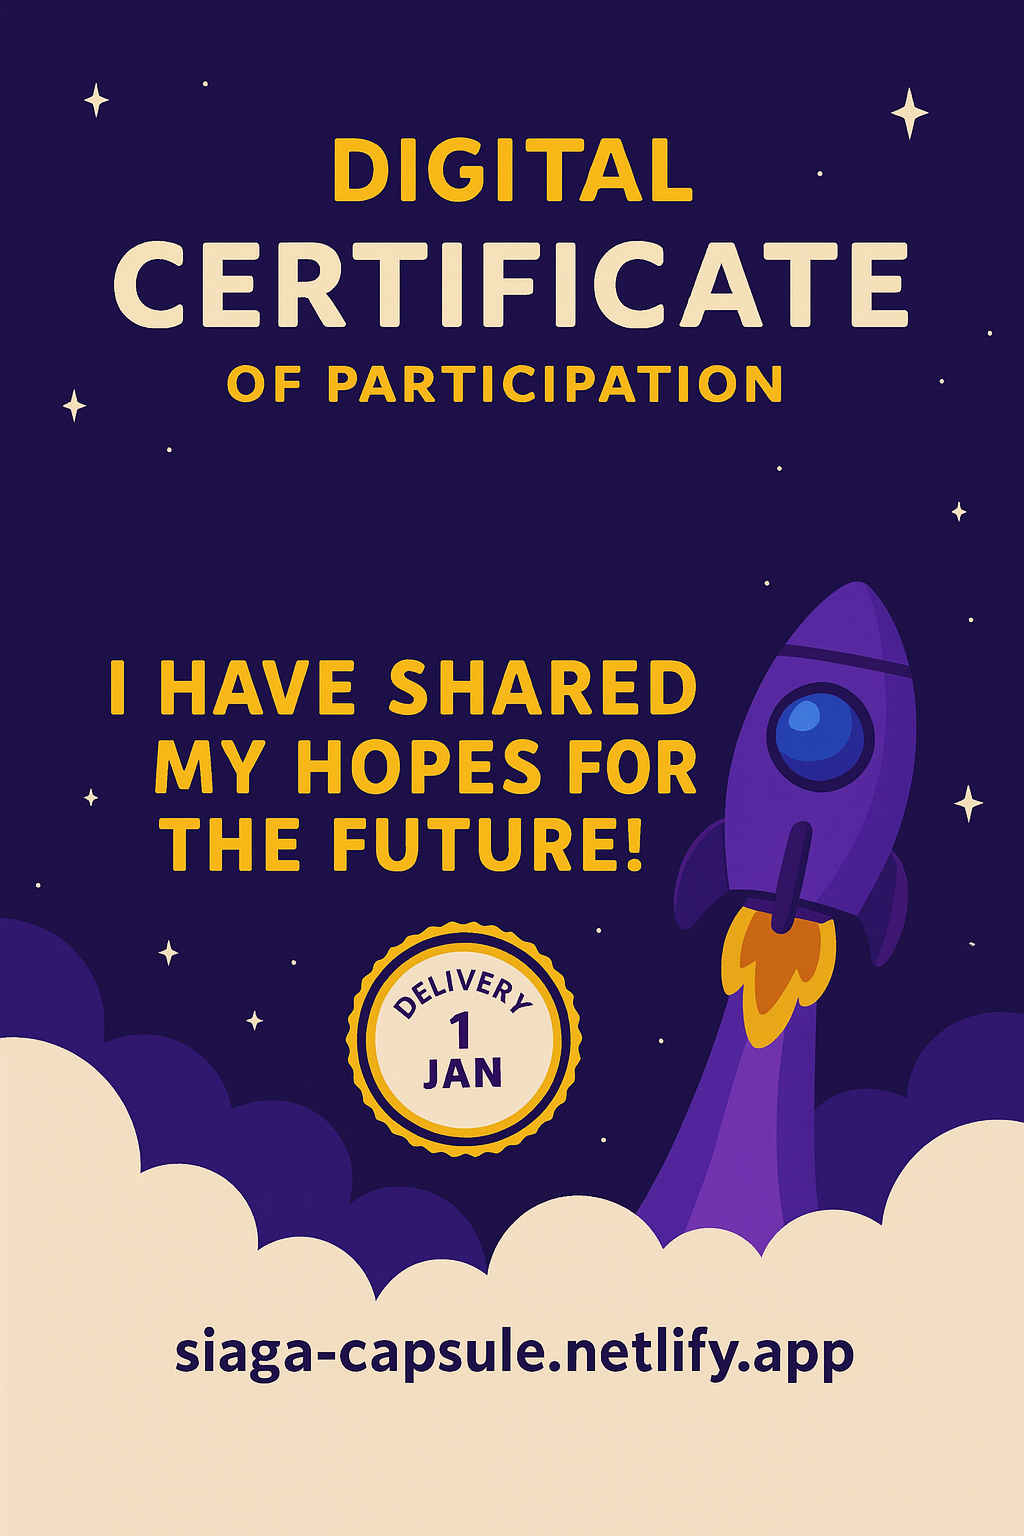 DIGITAL
CERTIFICATE
OF PARTICIPATION
I HAVE SHARED
MY HOPES FOR
THE FUTURE!
DELIVERY
1
JAN
siaga-capsule.netlify.app